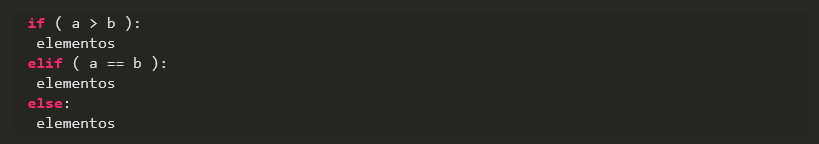 if ( a > b ):
 elementos
elif ( a == b ):
 elementos
else:
 elementos